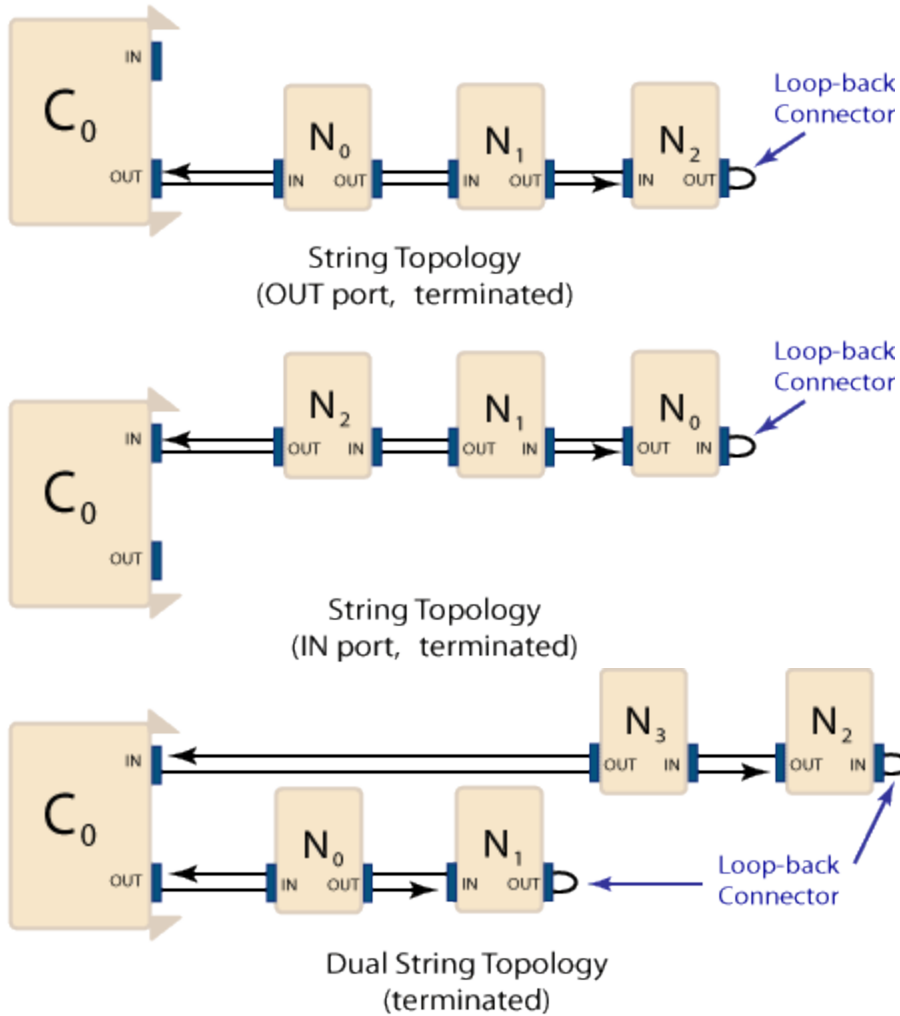 IN
C0
OUT
N0
IN OUT
N1
IN OUT
N2
IN OUT
Loop-back
Connector
String Topology
(OUT port, terminated)
IN
C0
OUT
N2
OUT IN
N1
OUT IN
N0
OUT IN
Loop-back
Connector
String Topology
(IN port, terminated)
IN
C0
OUT
N3
OUT IN
N2
OUT IN
N0
IN OUT
N1
IN OUT
Loop-back
Connector
Dual String Topology
(terminated)